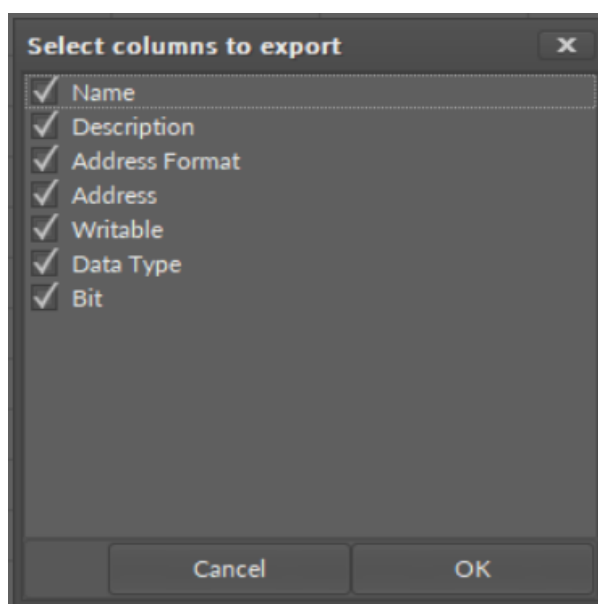 Select columns to export
Name
Description
Address Format
Address
Writable
Data Type
Bit
Cancel OK